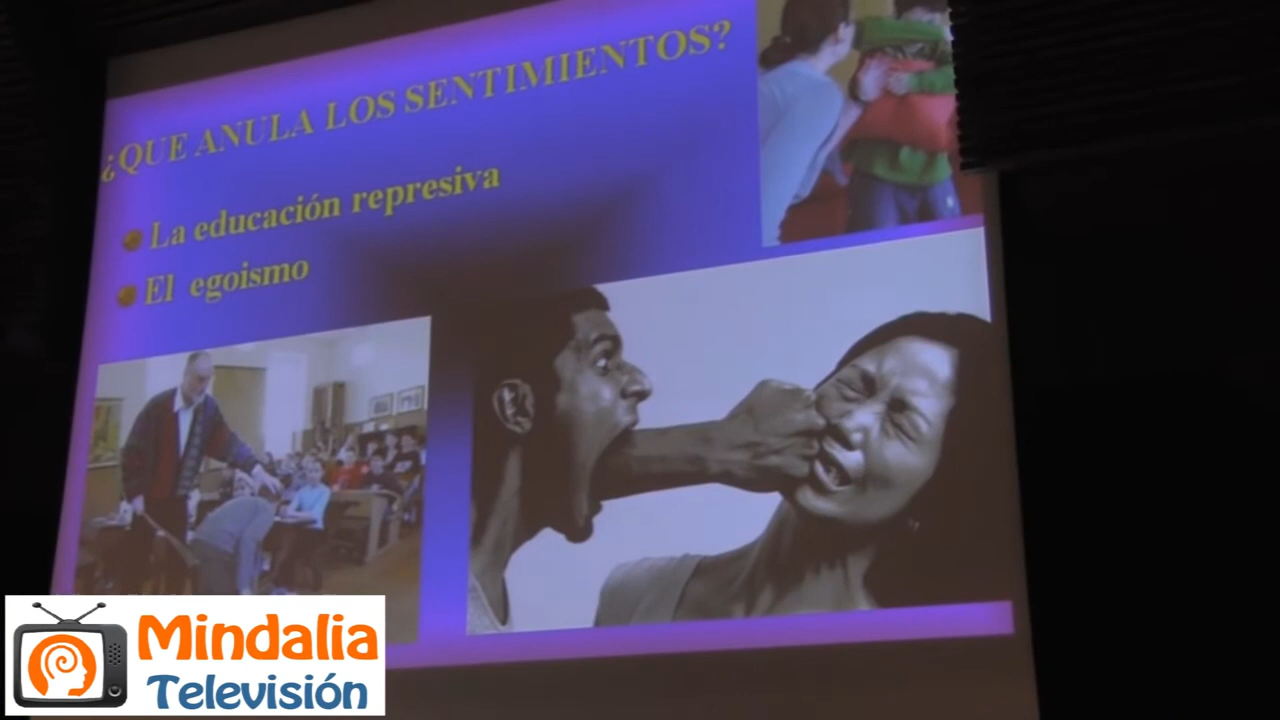 ¿QUE ANULA LOS SENTIMIENTOS?
La educación represiva
El egoismo
Mindalia
Televisión